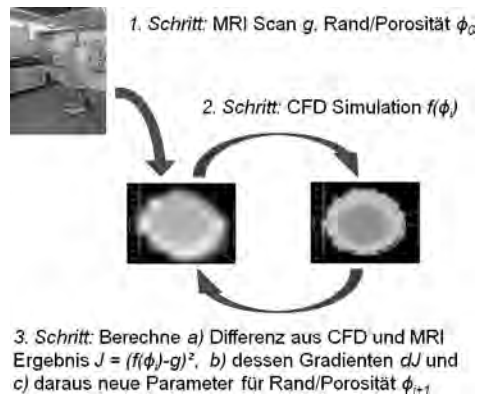 1. Schritt: MRI Scan g. Rand/Porosität ϕ₀
2. Schritt: CFD Simulation f(ϕᵢ)
3. Schritt: Berechne a) Differenz aus CFD und MRI
Ergebnis J = (f(ϕᵢ)-g)², b) dessen Gradienten dJ und
c) daraus neue Parameter für Rand/Porosität ϕᵢ₊₁